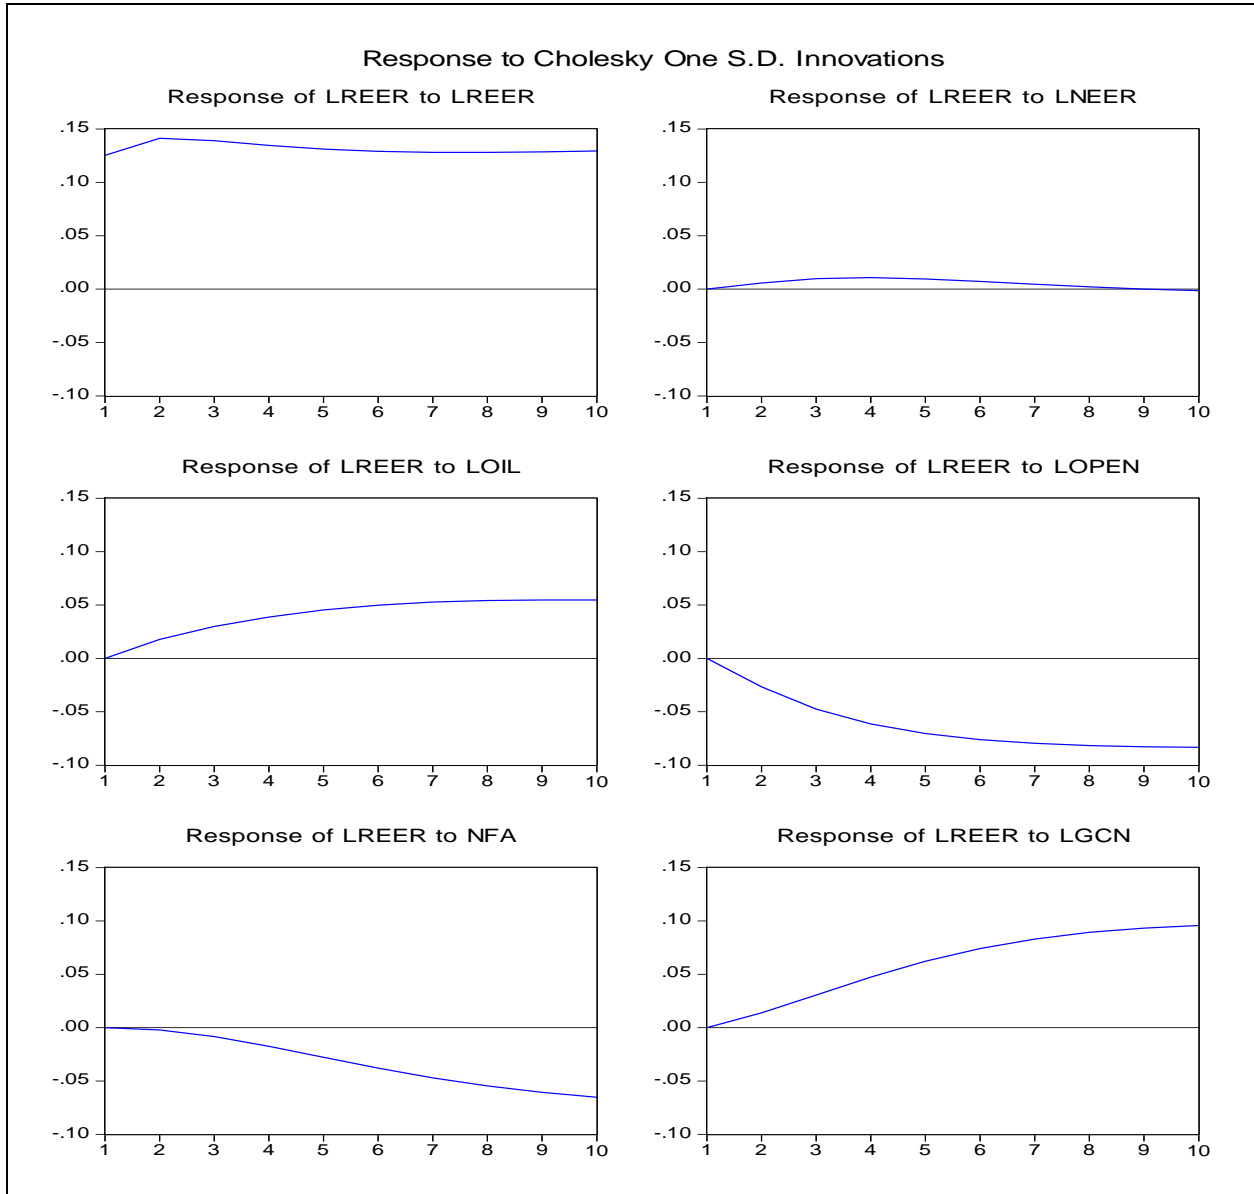 Response to Cholesky One S.D. Innovations
Response of LREER to LREER
.15
.10
.05
.00
-.05
-.10
1 2 3 4 5 6 7 8 9 10
Response of LREER to LNEER
.15
.10
.05
.00
-.05
-.10
1 2 3 4 5 6 7 8 9 10
Response of LREER to LOIL
.15
.10
.05
.00
-.05
-.10
1 2 3 4 5 6 7 8 9 10
Response of LREER to LOPEN
.15
.10
.05
.00
-.05
-.10
1 2 3 4 5 6 7 8 9 10
Response of LREER to NFA
.15
.10
.05
.00
-.05
-.10
1 2 3 4 5 6 7 8 9 10
Response of LREER to LGCN
.15
.10
.05
.00
-.05
-.10
1 2 3 4 5 6 7 8 9 10